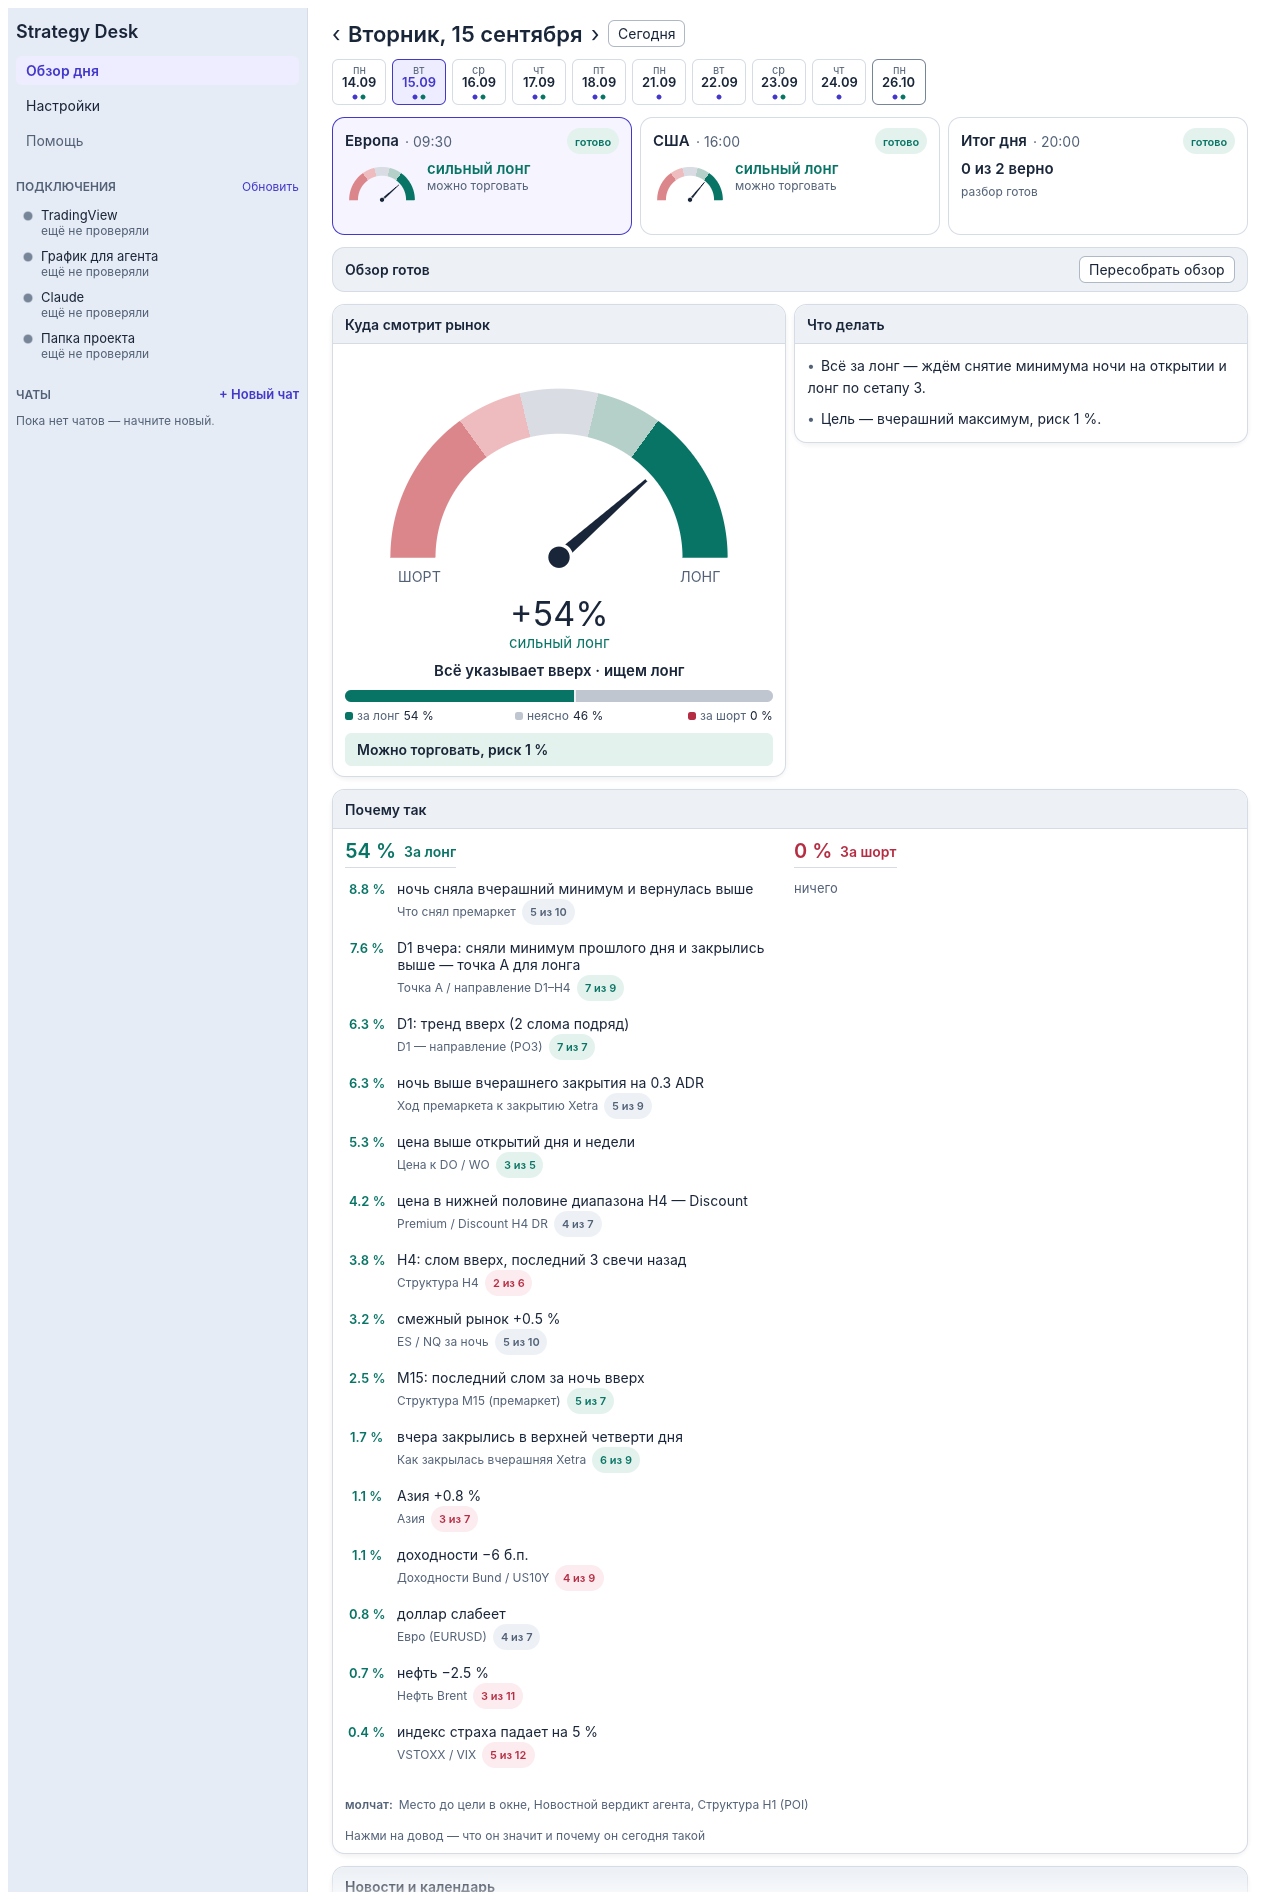 Strategy Desk
Обзор дня
Настройки
Помощь
ПОДКЛЮЧЕНИЯ
Обновить
TradingView
ещё не проверяли
График для агента
ещё не проверяли
Claude
ещё не проверяли
Папка проекта
ещё не проверяли
ЧАТЫ
+ Новый чат
Пока нет чатов — начните новый.
‹ Вторник, 15 сентября › Сегодня
пн 14.09
вт 15.09
ср 16.09
чт 17.09
пт 18.09
пн 21.09
вт 22.09
ср 23.09
чт 24.09
пн 26.10
Европа · 09:30 готово
СИЛЬНЫЙ ЛОНГ
можно торговать
США · 16:00 готово
СИЛЬНЫЙ ЛОНГ
можно торговать
Итог дня · 20:00 готово
0 из 2 верно
разбор готов
Обзор готов
Пересобрать обзор
Куда смотрит рынок
ШОРТ
ЛОНГ
+54%
СИЛЬНЫЙ ЛОНГ
Всё указывает вверх · ищем лонг
за лонг 54 %
неясно 46 %
за шорт 0 %
Можно торговать, риск 1 %
Что делать
• Всё за лонг — ждём снятие минимума ночи на открытии и
лонг по сетапу 3.
• Цель — вчерашний максимум, риск 1 %.
Почему так
54 % За лонг
8.8 % ночь сняла вчерашний минимум и вернулась выше
Что снял премаркет 5 из 10
7.6 % D1 вчера: сняли минимум прошлого дня и закрылись
выше — точка А для лонга
Точка А / направление D1–H4 7 из 9
6.3 % D1: тренд вверх (2 слома подряд)
D1 — направление (РОЗ) 7 из 7
6.3 % ночь выше вчерашнего закрытия на 0.3 ADR
Ход премаркета к закрытию Xetra 5 из 9
5.3 % цена выше открытий дня и недели
Цена к DO / WO 3 из 5
4.2 % цена в нижней половине диапазона H4 — Discount
Premium / Discount H4 DR 4 из 7
3.8 % H4: слом вверх, последний 3 свечи назад
Структура H4 2 из 6
3.2 % смежный рынок +0.5 %
ES / NQ за ночь 5 из 10
2.5 % M15: последний слом за ночь вверх
Структура M15 (премаркет) 5 из 7
1.7 % вчера закрылись в верхней четверти дня
Как закрылась вчерашняя Xetra 6 из 9
1.1 % Азия +0.8 %
Азия 3 из 7
1.1 % доходности −6 б.п.
Доходности Bund / US10Y 4 из 9
0.8 % доллар слабеет
Евро (EURUSD) 4 из 7
0.7 % нефть −2.5 %
Нефть Brent 3 из 11
0.4 % индекс страха падает на 5 %
VSTOXX / VIX 5 из 12
0 % За шорт
ничего
молчат: Место до цели в окне, Новостной вердикт агента, Структура H1 (POI)
Нажми на довод — что он значит и почему он сегодня такой
Новости и календарь